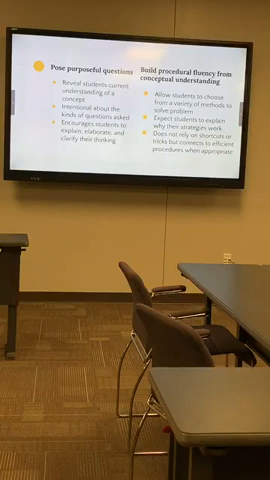 Pose purposeful questions
Reveal students current
understanding of a
concept
Intentional about the
kinds of questions asked
Encourages students to
explain, elaborate, and
clarify their thinking
Build procedural fluency from
conceptual understanding
Allow students to choose
from a variety of methods to
solve problem
Expect students to explain
why their strategies work
Does not rely on shortcuts or
tricks but connects to efficient
procedures when appropriate